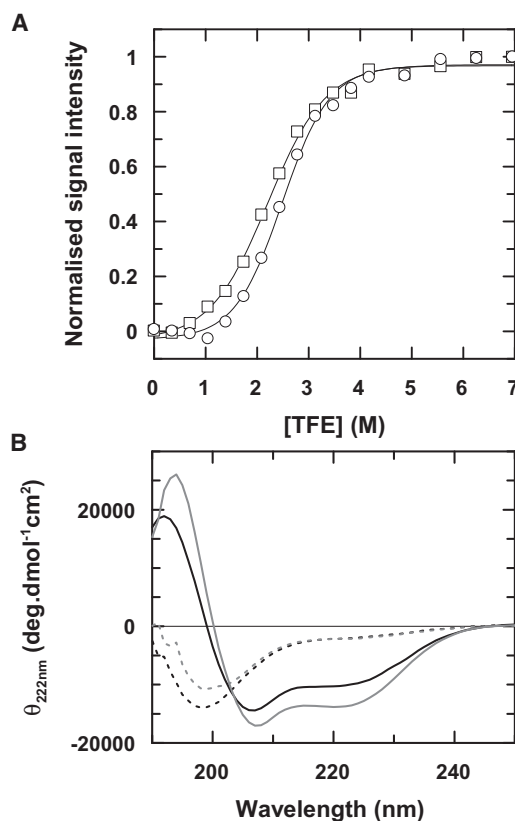 A
Normalised signal intensity
1
0.8
0.6
0.4
0.2
0
0 1 2 3 4 5 6 7
[TFE] (M)
B
θ222nm (deg.dmol-1cm2)
20000
0
-20000
200 220 240
Wavelength (nm)